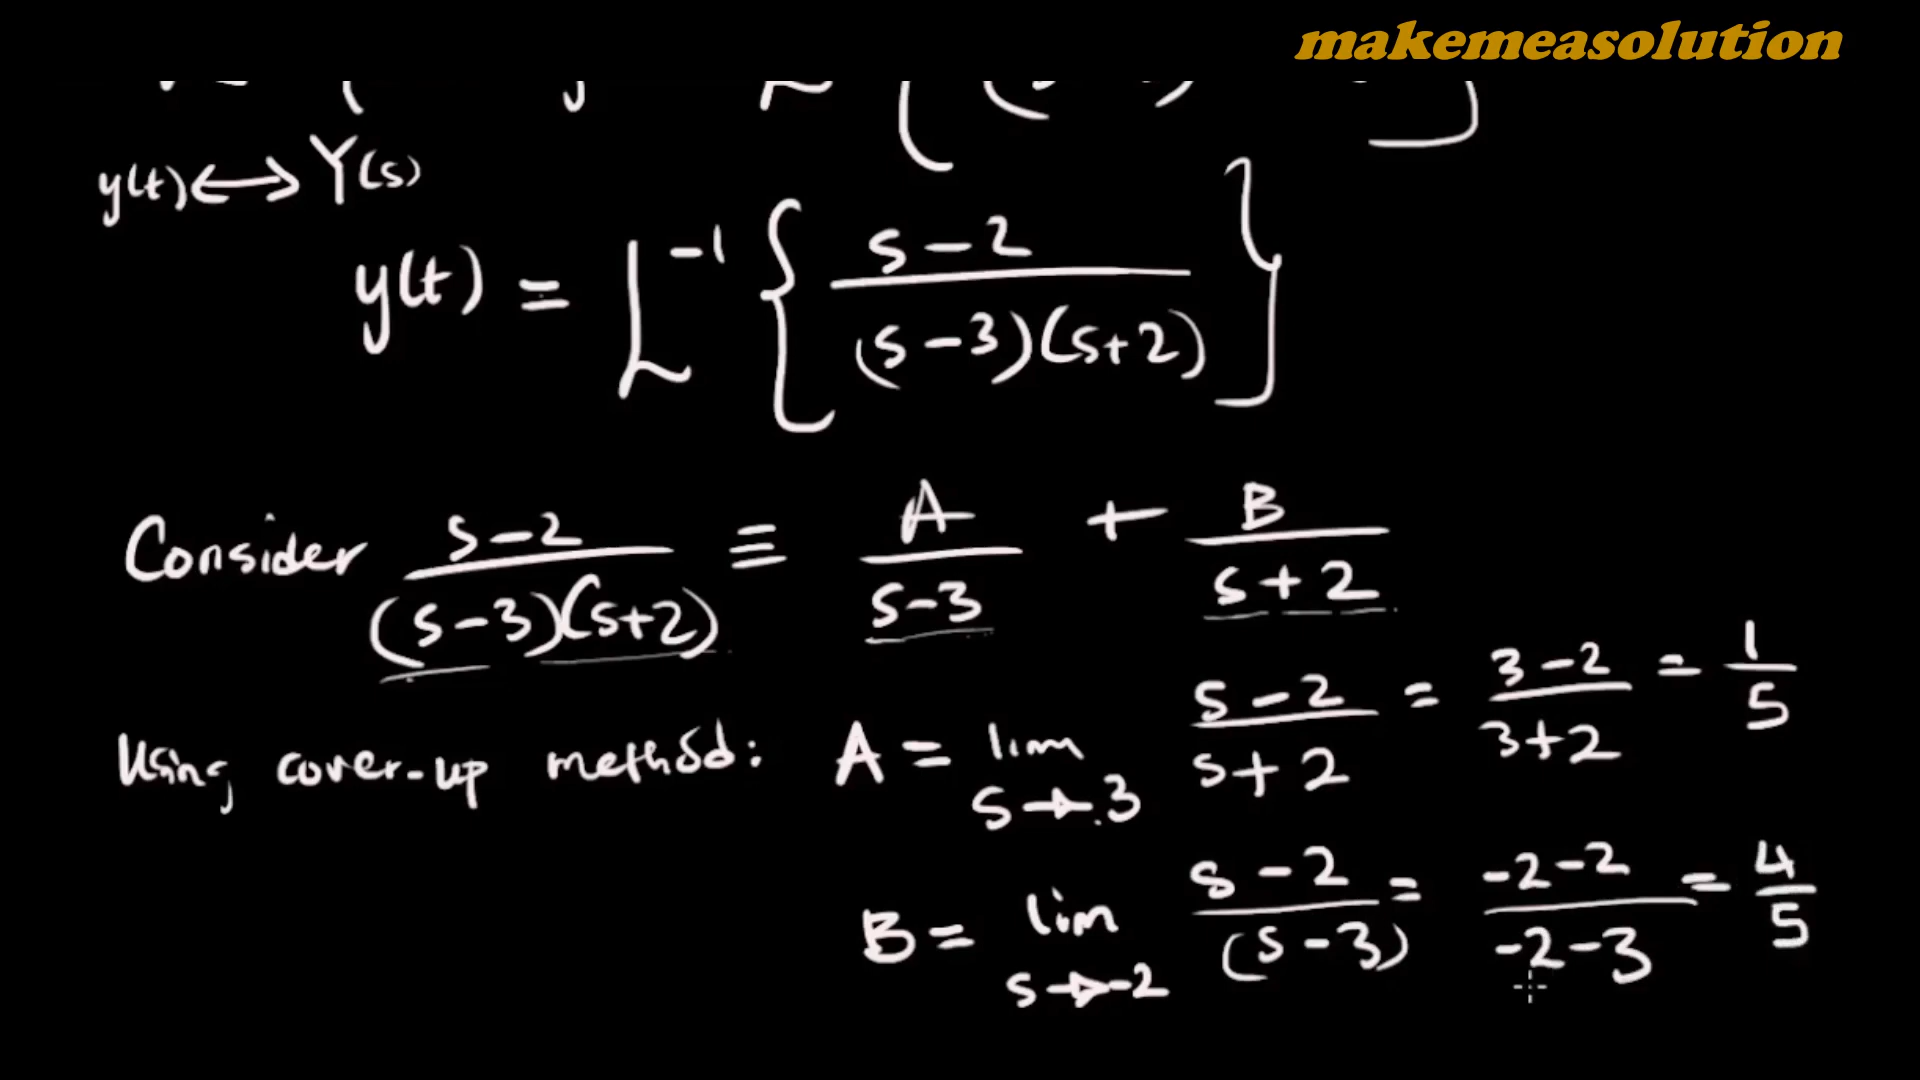 makemeasolution
y(t) ↔ Y(s)
y(t) = L^-1 { (s-2) / ((s-3)(s+2)) }
Consider (s-2) / ((s-3)(s+2)) ≡ A / (s-3) + B / (s+2)
Using cover-up method: A = lim s→3 (s-2) / (s+2) = (3-2) / (3+2) = 1/5
B = lim s→-2 (s-2) / (s-3) = (-2-2) / (-2-3) = 4/5